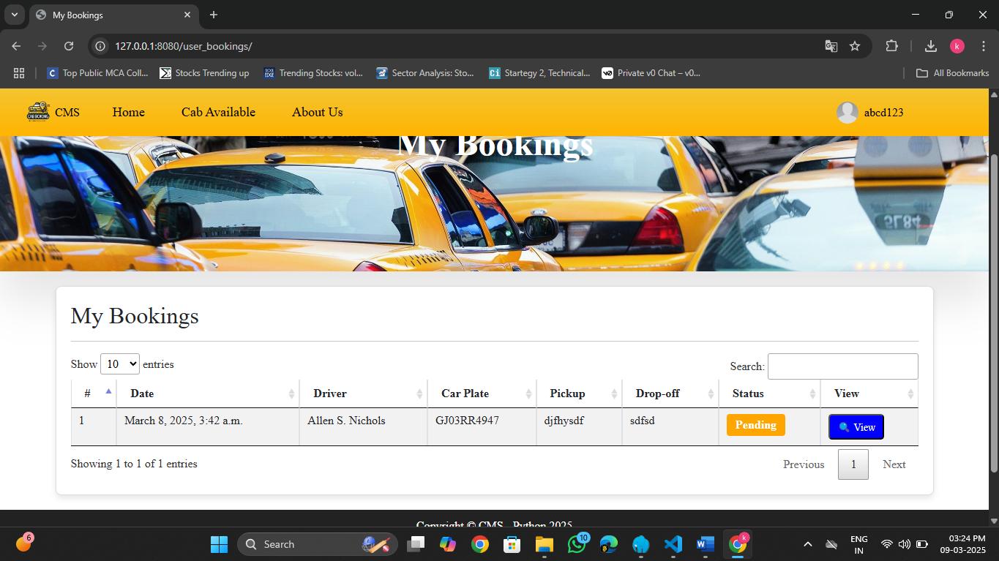 My Bookings
127.0.0.1:8080/user_bookings/
k
Top Public MCA Coll...
Stocks Trending up
Trending Stocks: vol...
Sector Analysis: Sto...
Startegy 2, Technical...
Private v0 Chat – v0...
All Bookmarks
CAB BOOKING
CMS
Home
Cab Available
About Us
abcd123
My Bookings
5L84
My Bookings
Show 10 entries
Search:
# Date Driver Car Plate Pickup Drop-off Status View
1 March 8, 2025, 3:42 a.m. Allen S. Nichols GJ03RR4947 djfhysdf sdfsd Pending View
Showing 1 to 1 of 1 entries
Previous 1 Next
Copyright © CMS - Python 2025
6
Search
10
k
ENG
IN
03:24 PM
09-03-2025